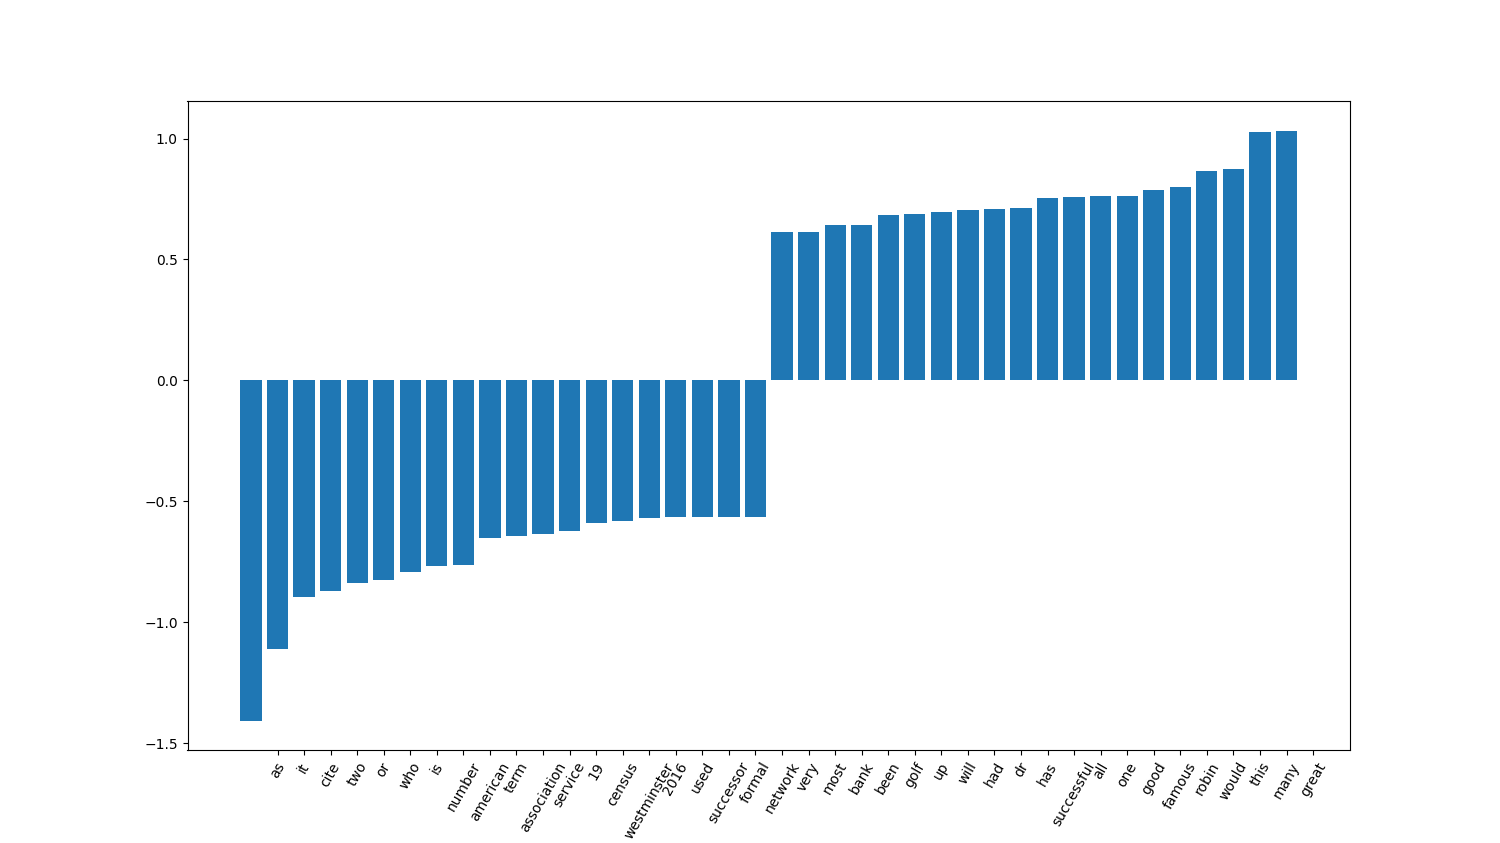 1.0
0.5
0.0
−0.5
−1.0
−1.5
as
it
cite
two
or
who
is
number
american
term
association
service
19
census
westminster
2016
used
successor
formal
network
very
most
bank
been
golf
up
will
had
dr
has
successful
all
one
good
famous
robin
would
this
many
great